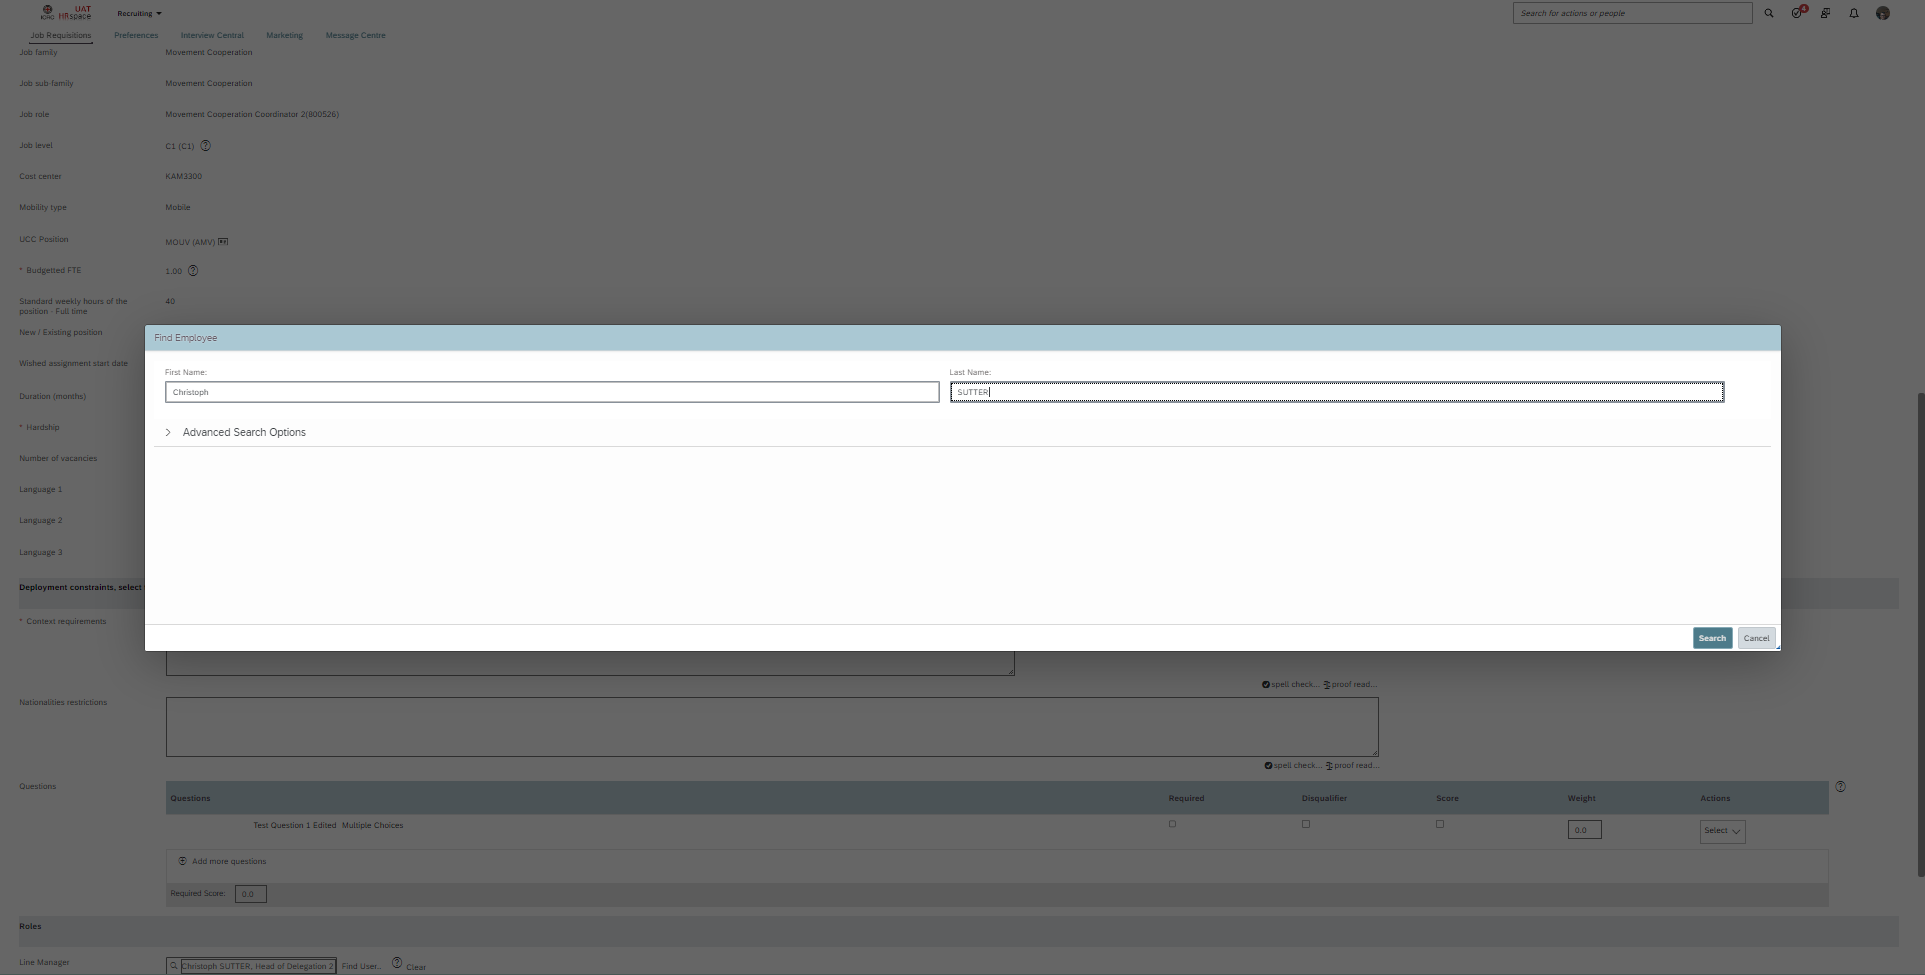 UAT
ICRC HRspace
Recruiting
Search for actions or people
Job Requisitions Preferences Interview Central Marketing Message Centre
Job family Movement Cooperation
Job sub-family Movement Cooperation
Job role Movement Cooperation Coordinator 2(800526)
Job level C1 (C1)
Cost center KAM3300
Mobility type Mobile
UCC Position MOUV (AMV)
* Budgetted FTE 1.00
Standard weekly hours of the position - Full time 40
New / Existing position
Find Employee
Wished assignment start date
First Name: Last Name:
Christoph SUTTER
Duration (months)
* Hardship
Advanced Search Options
Number of vacancies
Language 1
Language 2
Language 3
Deployment constraints, select
* Context requirements
Search Cancel
spell check... proof read...
Nationalities restrictions
spell check... proof read...
Questions
Questions Required Disqualifier Score Weight Actions
Test Question 1 Edited Multiple Choices 0.0 Select
Add more questions
Required Score: 0.0
Roles
Line Manager Christoph SUTTER, Head of Delegation 2 Find User... Clear